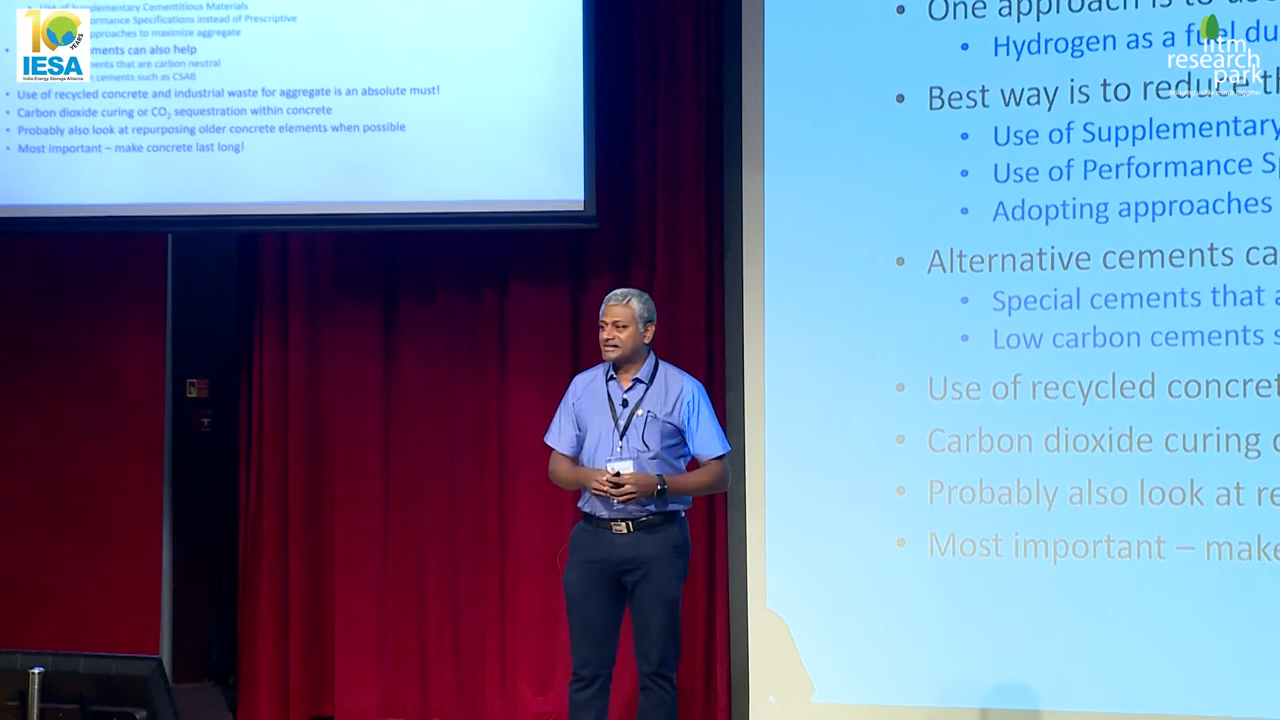 Use of Supplementary Cementitious Materials
ormance Specifications instead of Prescriptive
pproaches to maximize aggregate
ments can also help
ents that are carbon neutral
cements such as CSAB
• Use of recycled concrete and industrial waste for aggregate is an absolute must!
• Carbon dioxide curing or CO₂ sequestration within concrete
• Probably also look at repurposing older concrete elements when possible
• Most important – make concrete last long!
10 YEARS
IESA
India Energy Storage Alliance
• One approach is to use
• Hydrogen as a fuel du
• Best way is to reduce th
• Use of Supplementary
• Use of Performance Sp
• Adopting approaches
• Alternative cements ca
• Special cements that a
• Low carbon cements s
• Use of recycled concret
• Carbon dioxide curing o
• Probably also look at re
• Most important – make
iitm
research
park